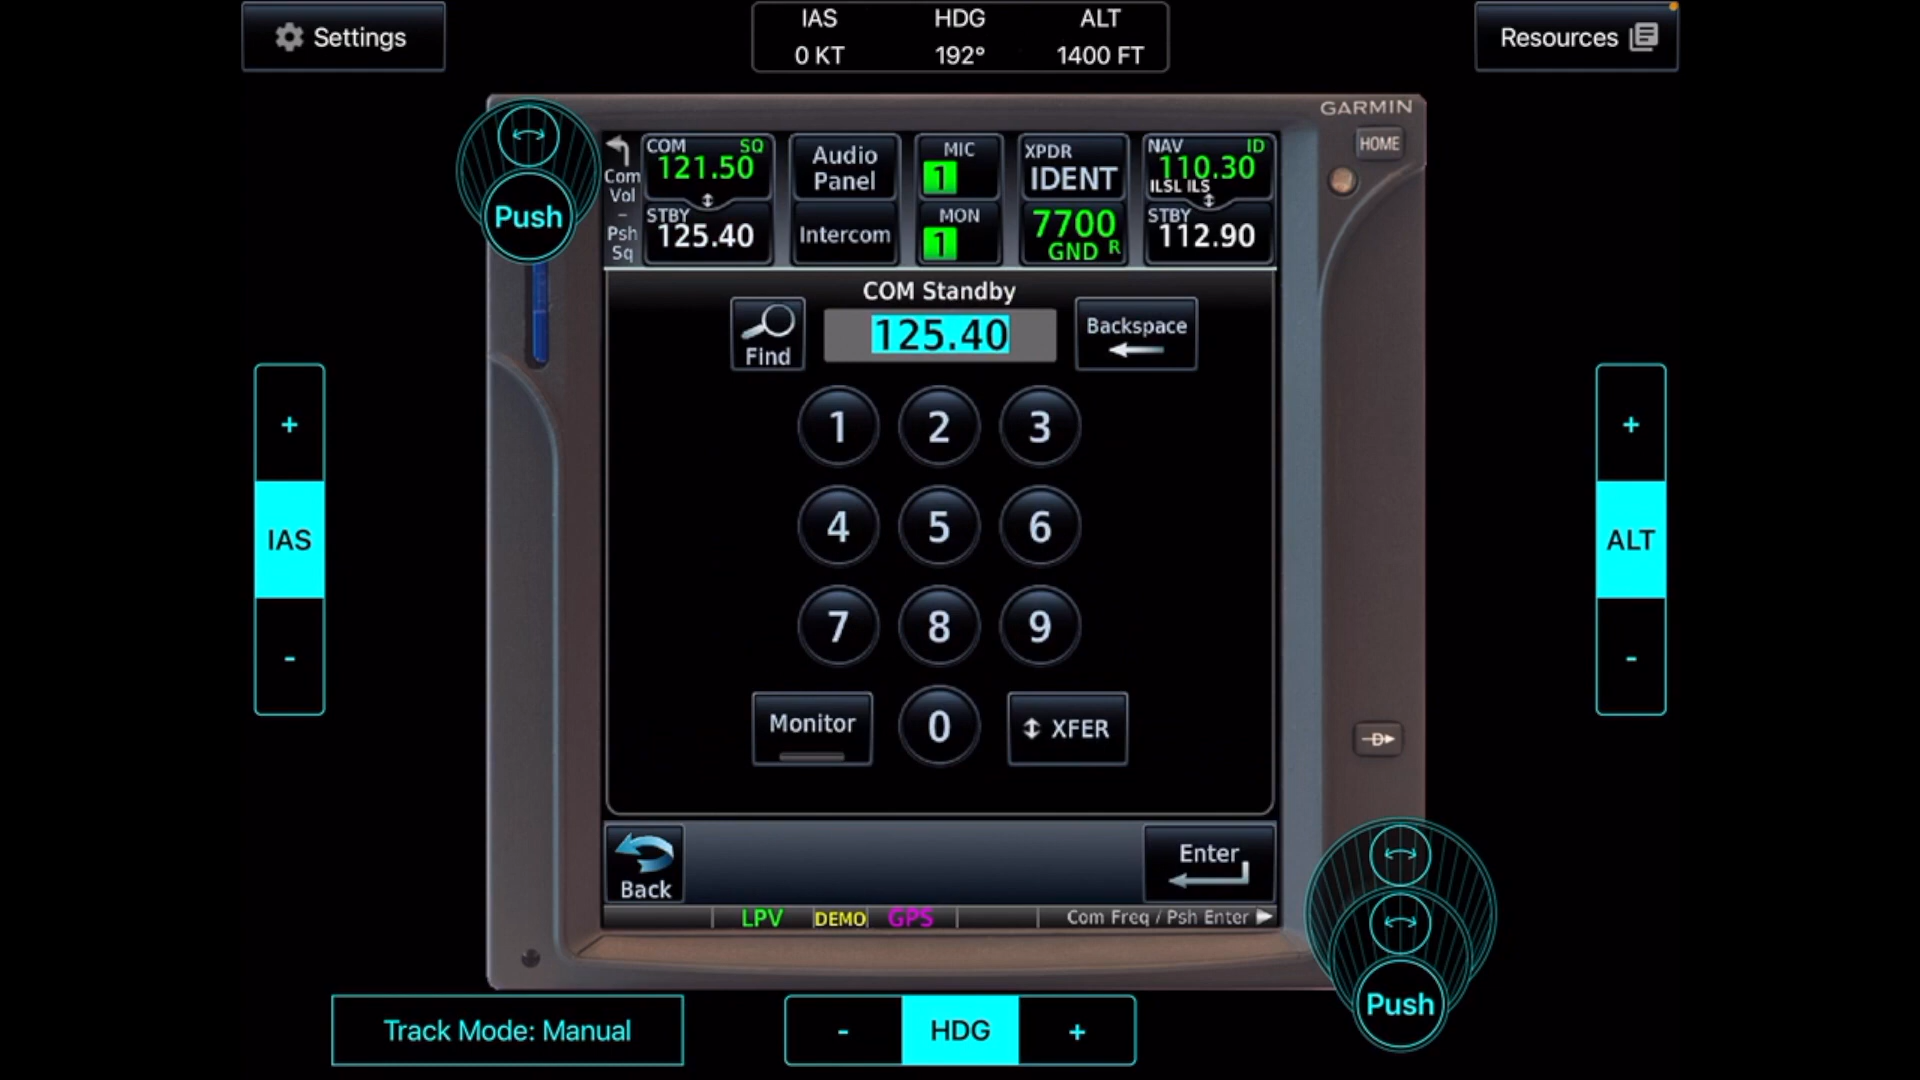 Settings
IAS HDG ALT
0 KT 192° 1400 FT
Resources
GARMIN
HOME
Push
Com
Vol
-
Psh
Sq
COM SQ
121.50
STBY
125.40
Audio
Panel
Intercom
MIC
1
MON
1
XPDR
IDENT
7700
GND R
NAV ID
110.30
ILSL ILS
STBY
112.90
COM Standby
Find
125.40
Backspace
1 2 3
4 5 6
7 8 9
Monitor 0 XFER
+
IAS
-
+
ALT
-
D
Back
Enter
LPV DEMO GPS Com Freq / Psh Enter
Push
Track Mode: Manual
- HDG +